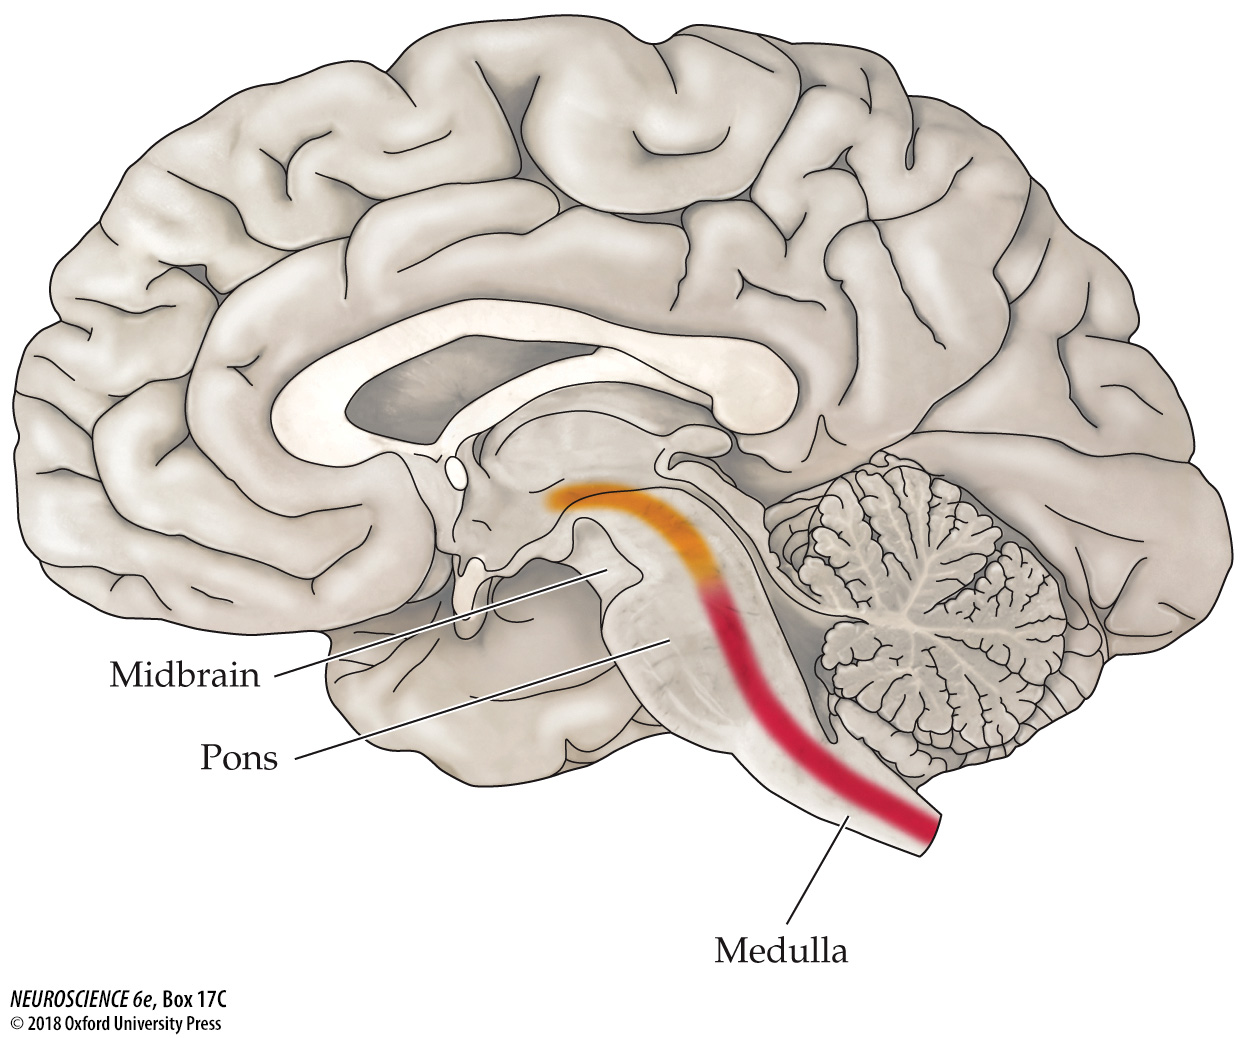 Midbrain
Pons
Medulla
NEUROSCIENCE 6e, Box 17C
© 2018 Oxford University Press